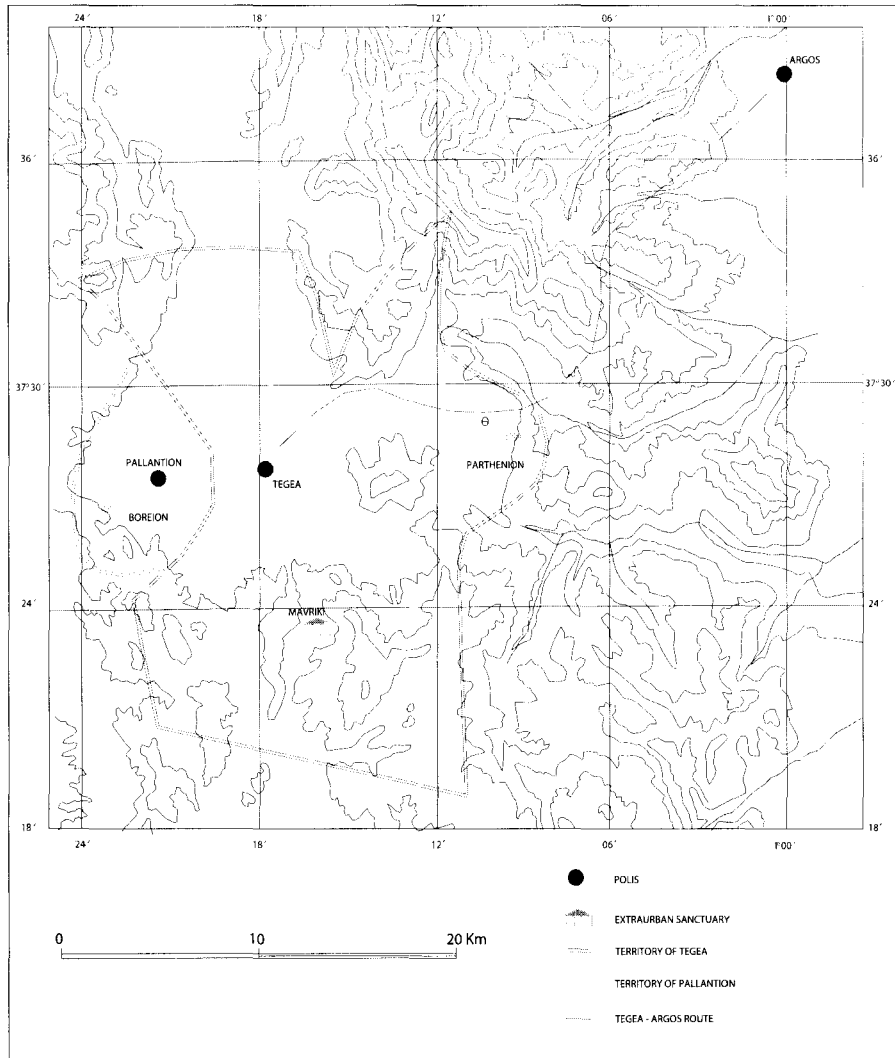 24´ 18´ 12´ 06´ 1°00´
ARGOS
36´ 36´
37°30´ 37°30´
PALLANTION
PARTHENION
TEGEA
BOREION
24´ MAVRIKI 24´
18´ 18´
24´ 18´ 12´ 06´ 1°00´
POLIS
EXTRAURBAN SANCTUARY
0 10 20 Km
TERRITORY OF TEGEA
TERRITORY OF PALLANTION
TEGEA - ARGOS ROUTE